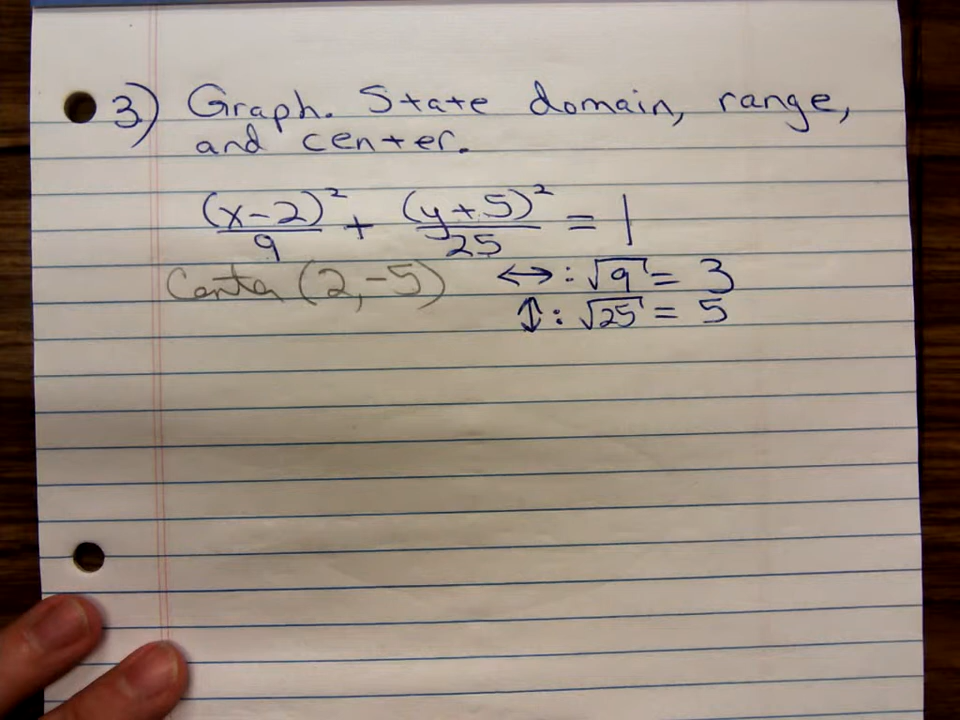 3) Graph. State domain, range,
and center.
(x-2)²/9 + (y+5)²/25 = 1
Center (2,-5) ↔: √9 = 3
↕: √25 = 5